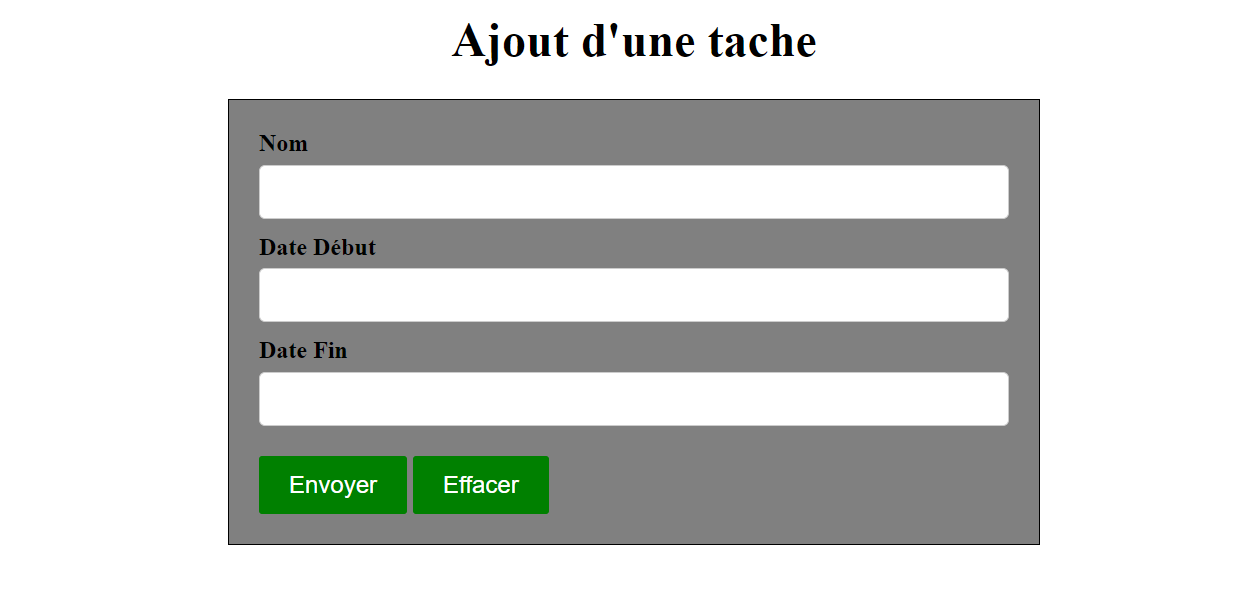 Ajout d'une tache
Nom
Date Début
Date Fin
Envoyer Effacer